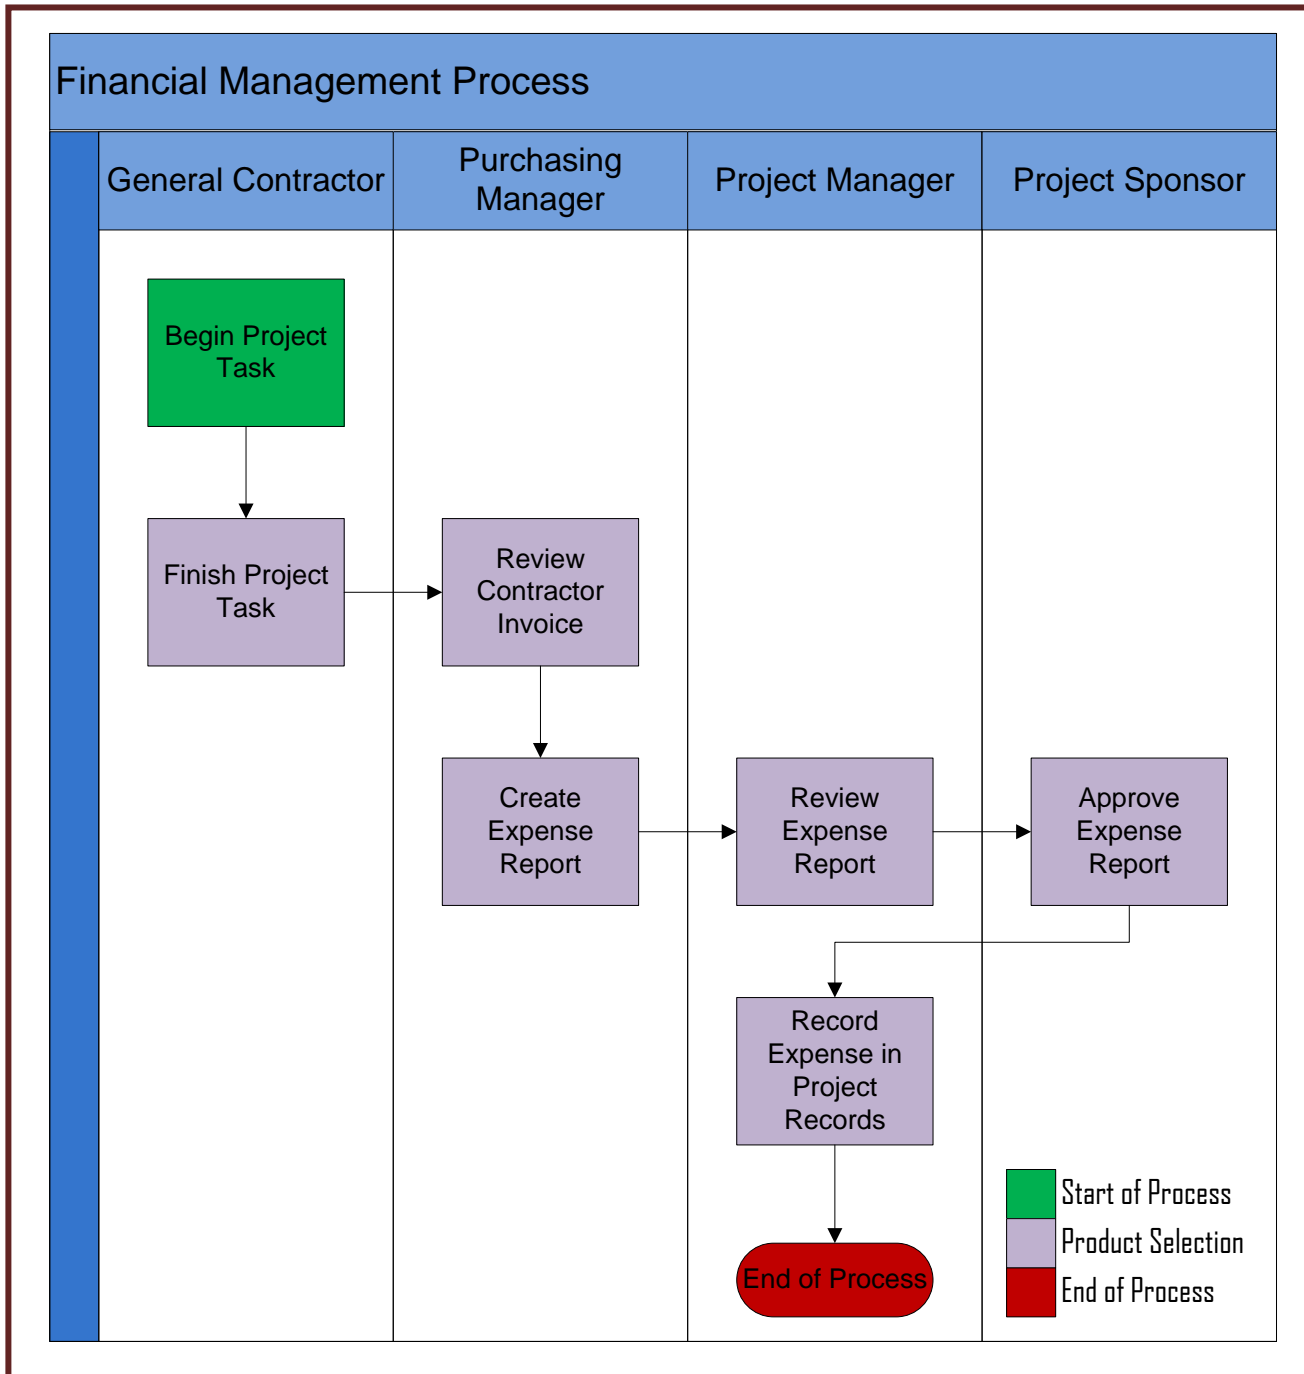 Financial Management Process
General Contractor
Purchasing
Manager
Project Manager
Project Sponsor
Begin Project
Task
Finish Project
Task
Review
Contractor
Invoice
Create
Expense
Report
Review
Expense
Report
Approve
Expense
Report
Record
Expense in
Project
Records
End of Process
Start of Process
Product Selection
End of Process